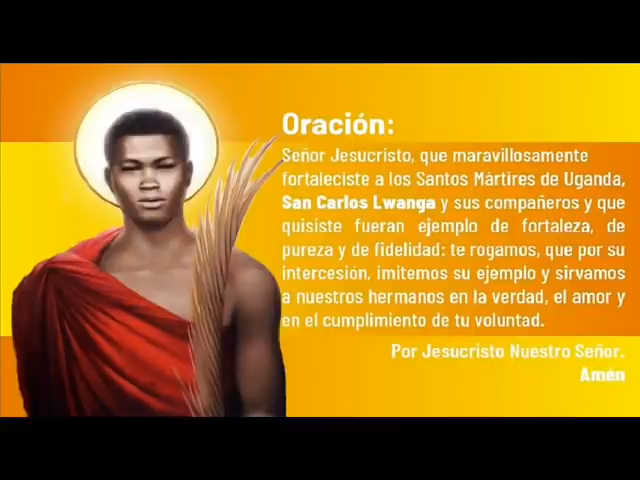 Oración:
Señor Jesucristo, que maravillosamente
fortaleciste a los Santos Mártires de Uganda,
San Carlos Lwanga y sus compañeros y que
quisiste fueran ejemplo de fortaleza, de
pureza y de fidelidad: te rogamos, que por su
intercesión, imitemos su ejemplo y sirvamos
a nuestros hermanos en la verdad, el amor y
en el cumplimiento de tu voluntad.
Por Jesucristo Nuestro Señor.
Amén